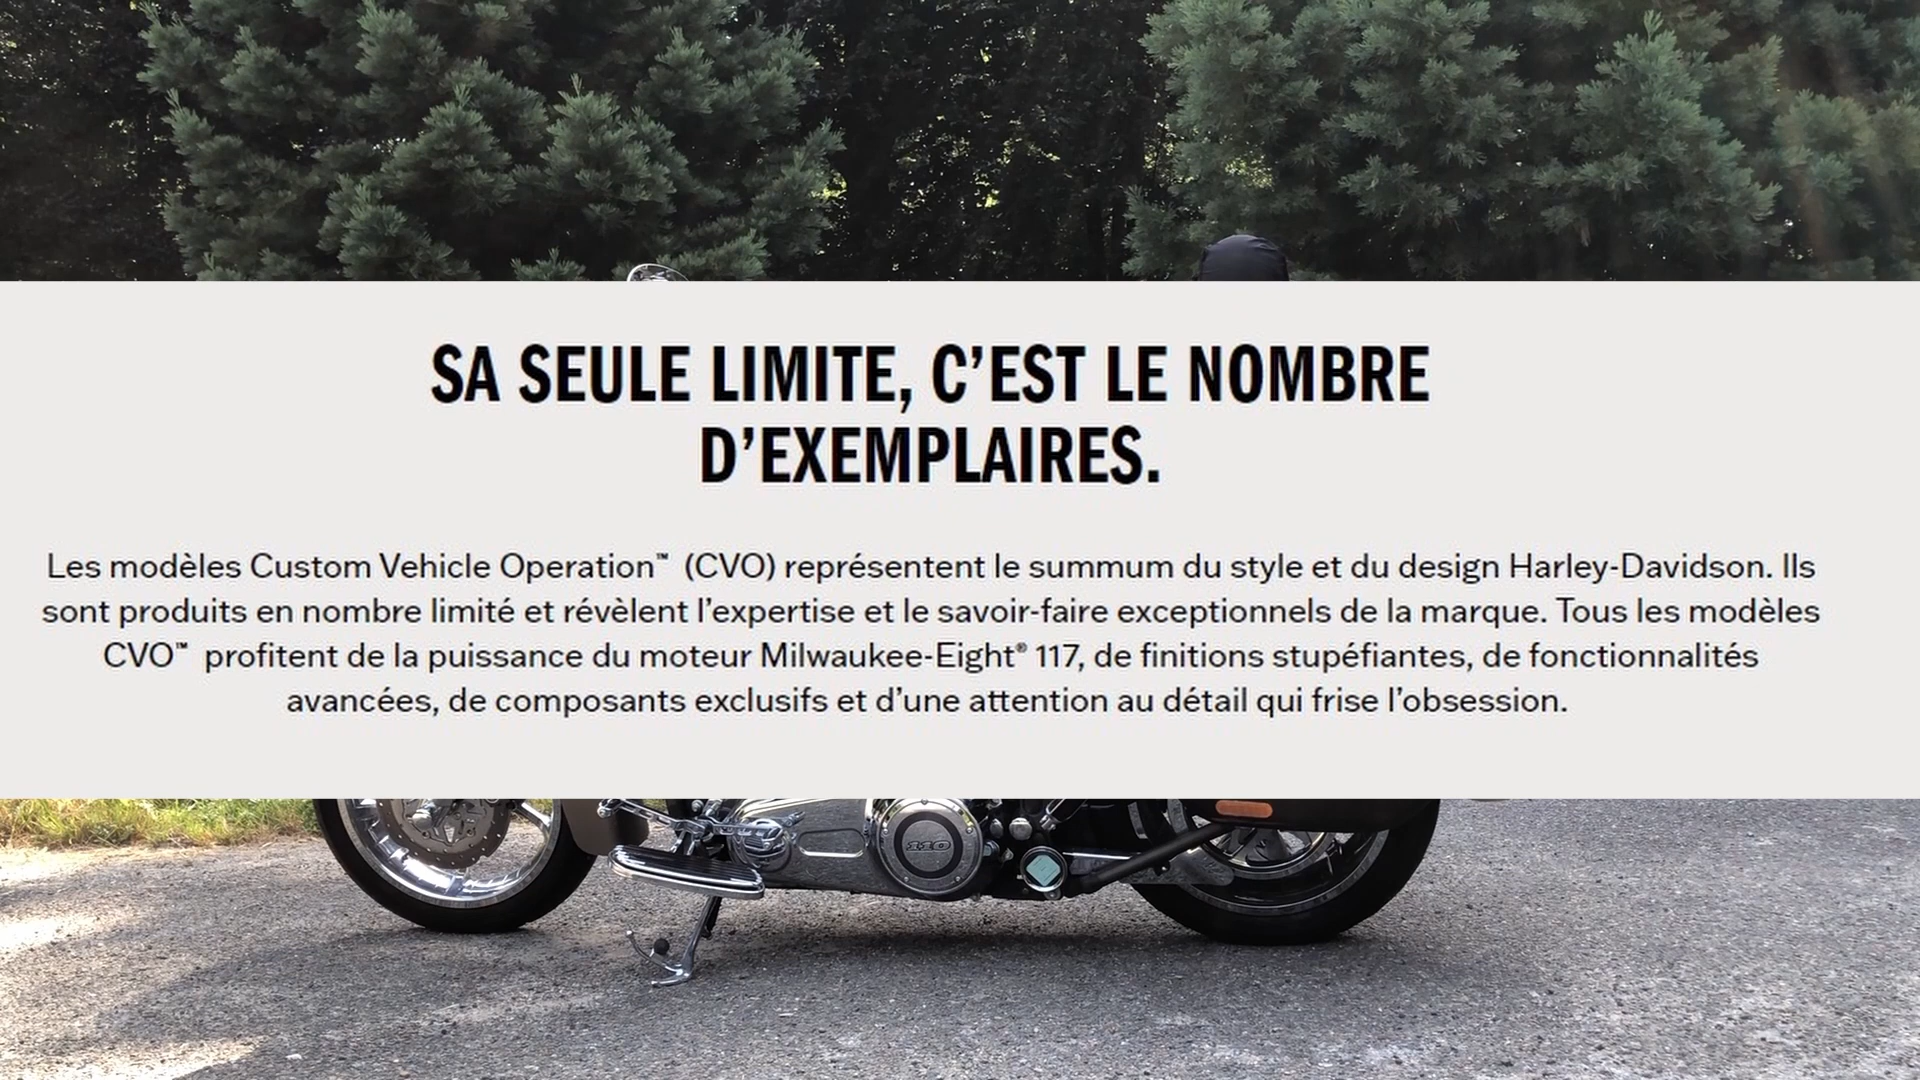 SA SEULE LIMITE, C’EST LE NOMBRE
D’EXEMPLAIRES.
Les modèles Custom Vehicle Operation™ (CVO) représentent le summum du style et du design Harley-Davidson. Ils
sont produits en nombre limité et révèlent l’expertise et le savoir-faire exceptionnels de la marque. Tous les modèles
CVO™ profitent de la puissance du moteur Milwaukee-Eight® 117, de finitions stupéfiantes, de fonctionnalités
avancées, de composants exclusifs et d’une attention au détail qui frise l’obsession.
110